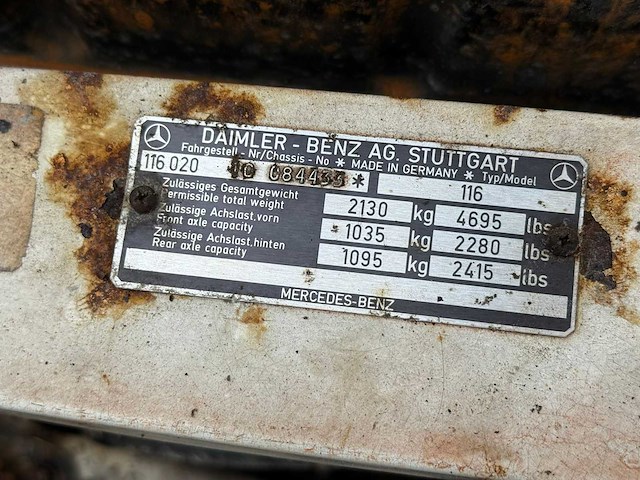 DAIMLER - BENZ AG. STUTTGART
Fahrgestell - Nr/Chassis - No * MADE IN GERMANY * Typ/Model
116 020 10 084435 * 116
Zulässiges Gesamtgewicht
Permissible total weight 2130 kg 4695 lbs
Zulässige Achslast.vorn
Front axle capacity 1035 kg 2280 lbs
Zulässige Achslast.hinten
Rear axle capacity 1095 kg 2415 lbs
MERCEDES-BENZ